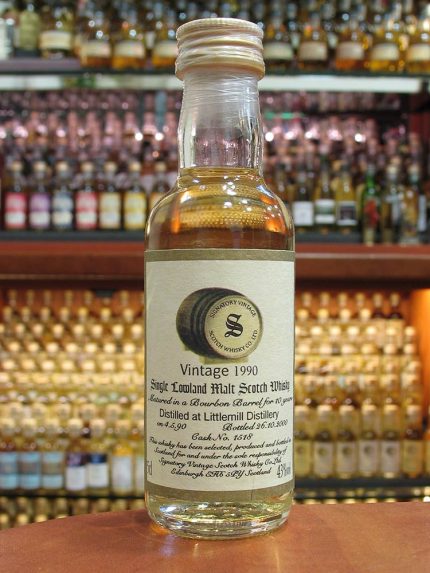 SIGNATORY VINTAGE
S
SCOTCH WHISKY CO. LTD.
Vintage 1990
Single Lowland Malt Scotch Whisky
Matured in a Bourbon Barrel for 10 years
Distilled at Littlemill Distillery
on 4.5.90 Bottled 26.10.2000
Cask No. 1518
This whisky has been selected, produced and bottled in
Scotland for and under the sole responsibility of
Signatory Vintage Scotch Whisky Co. Ltd.
Edinburgh EH6 5PY Scotland
5cl 43%